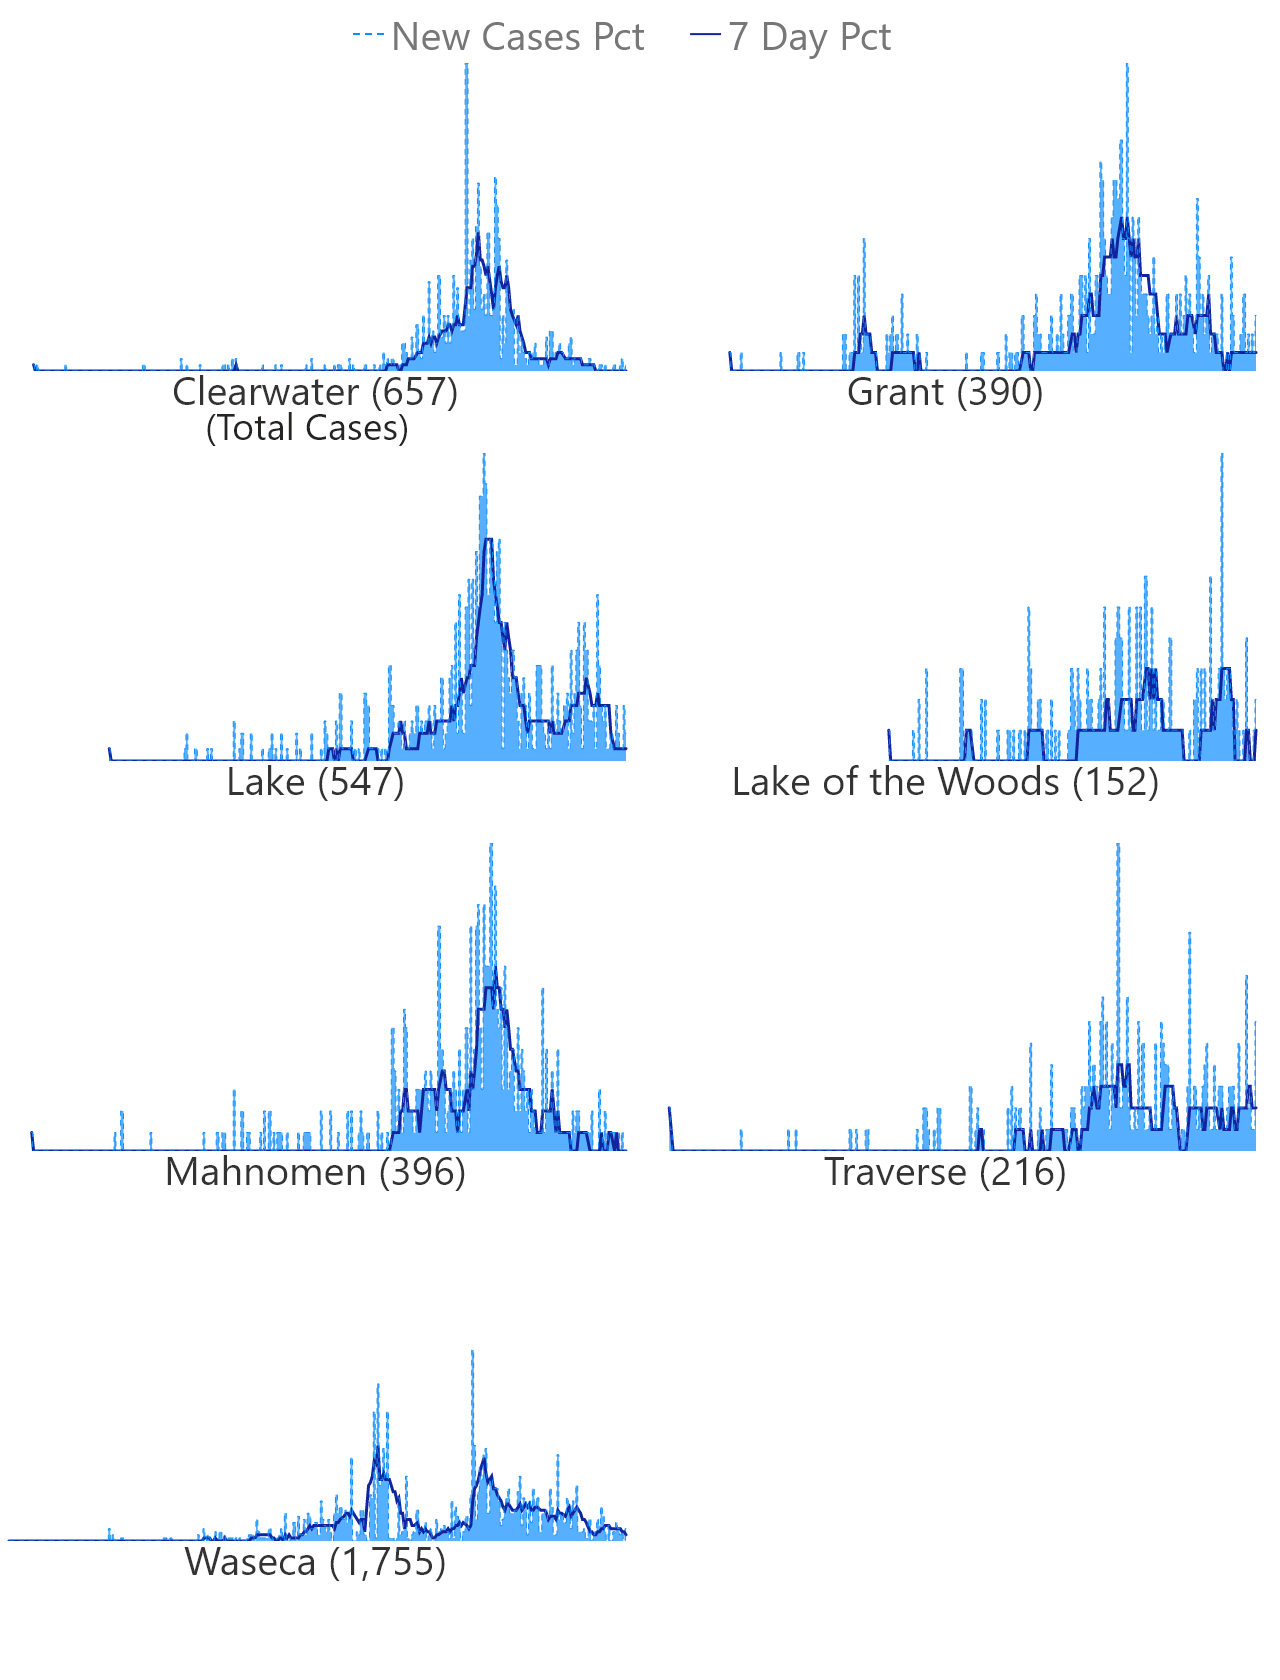 New Cases Pct 7 Day Pct
Clearwater (657)
(Total Cases)
Grant (390)
Lake (547)
Lake of the Woods (152)
Mahnomen (396)
Traverse (216)
Waseca (1,755)